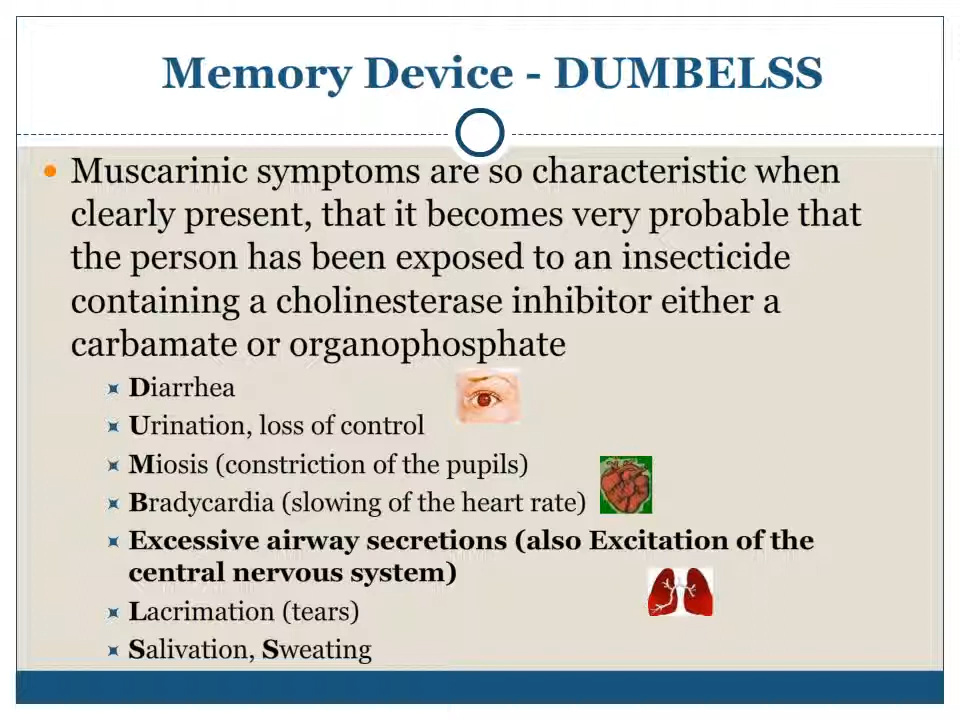 Memory Device - DUMBELSS
Muscarinic symptoms are so characteristic when
clearly present, that it becomes very probable that
the person has been exposed to an insecticide
containing a cholinesterase inhibitor either a
carbamate or organophosphate
Diarrhea
Urination, loss of control
Miosis (constriction of the pupils)
Bradycardia (slowing of the heart rate)
Excessive airway secretions (also Excitation of the
central nervous system)
Lacrimation (tears)
Salivation, Sweating